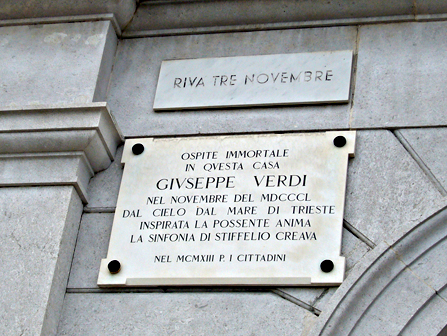 RIVA TRE NOVEMBRE
OSPITE IMMORTALE
IN QVESTA CASA
GIVSEPPE VERDI
NEL NOVEMBRE DEL MDCCCL
DAL CIELO DAL MARE DI TRIESTE
INSPIRATA LA POSSENTE ANIMA
LA SINFONIA DI STIFFELIO CREAVA
NEL MCMXIII P. I CITTADINI